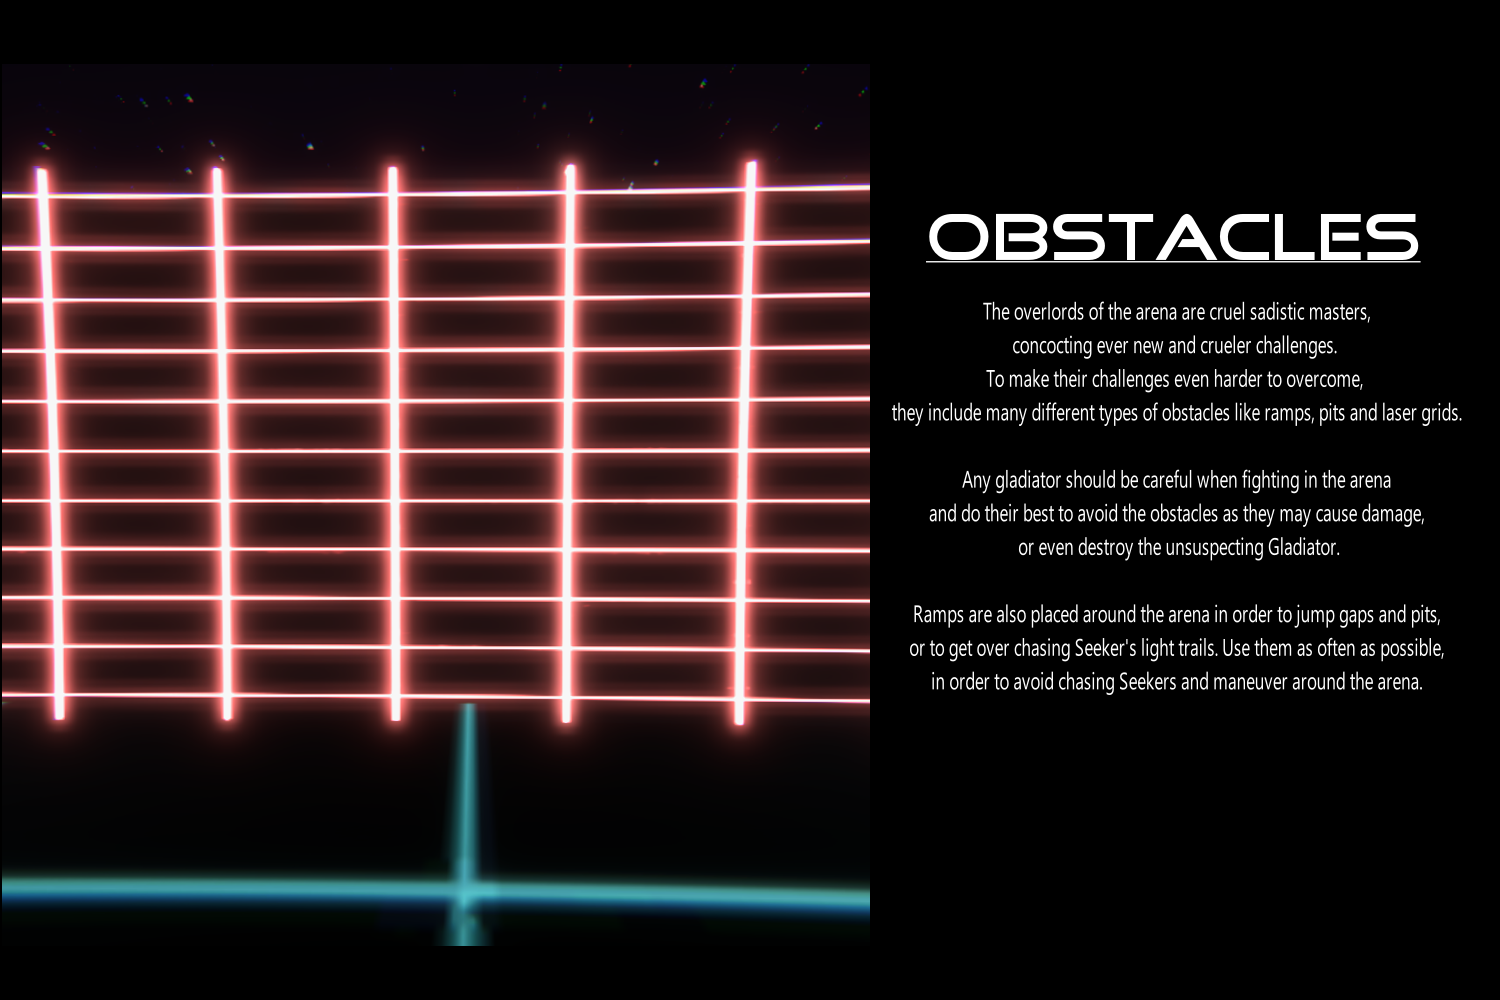 OBSTACLES
The overlords of the arena are cruel sadistic masters,
concocting ever new and crueler challenges.
To make their challenges even harder to overcome,
they include many different types of obstacles like ramps, pits and laser grids.
Any gladiator should be careful when fighting in the arena
and do their best to avoid the obstacles as they may cause damage,
or even destroy the unsuspecting Gladiator.
Ramps are also placed around the arena in order to jump gaps and pits,
or to get over chasing Seeker's light trails. Use them as often as possible,
in order to avoid chasing Seekers and maneuver around the arena.